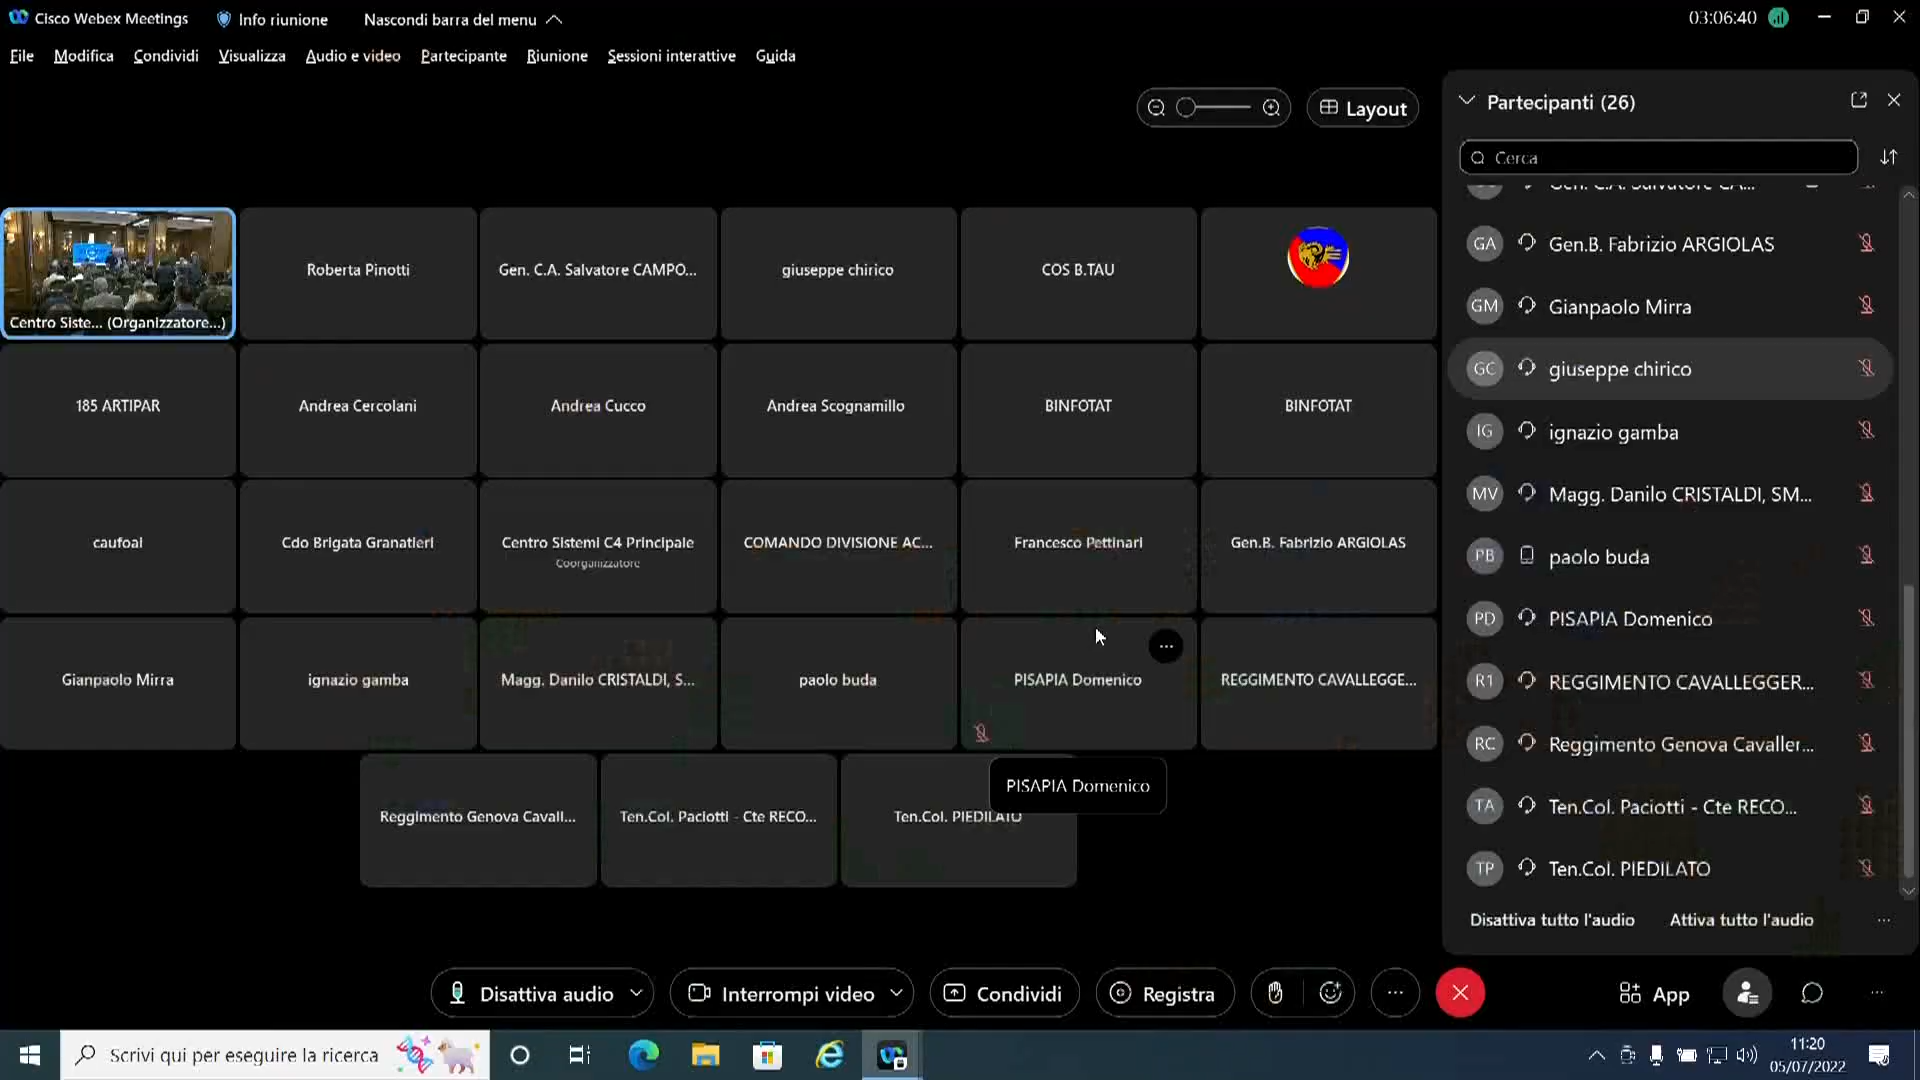 Cisco Webex Meetings
Info riunione
Nascondi barra del menu
03:06:40
File
Modifica
Condividi
Visualizza
Audio e video
Partecipante
Riunione
Sessioni interattive
Guida
Layout
Partecipanti (26)
Cerca
Centro Siste... (Organizzatore...)
Roberta Pinotti
Gen. C.A. Salvatore CAMPO...
giuseppe chirico
COS B.TAU
185 ARTIPAR
Andrea Cercolani
Andrea Cucco
Andrea Scognamillo
BINFOTAT
BINFOTAT
caufoai
Cdo Brigata Granatieri
Centro Sistemi C4 Principale
Coorganizzatore
COMANDO DIVISIONE AC...
Francesco Pettinari
Gen.B. Fabrizio ARGIOLAS
Gianpaolo Mirra
ignazio gamba
Magg. Danilo CRISTALDI, S...
paolo buda
PISAPIA Domenico
REGGIMENTO CAVALLEGGE...
Reggimento Genova Cavall...
Ten.Col. Paciotti - Cte RECO...
Ten.Col. PIEDILATO
PISAPIA Domenico
Gen. C.A. Salvatore CA...
GA Gen.B. Fabrizio ARGIOLAS
GM Gianpaolo Mirra
GC giuseppe chirico
IG ignazio gamba
MV Magg. Danilo CRISTALDI, SM...
PB paolo buda
PD PISAPIA Domenico
R1 REGGIMENTO CAVALLEGGER...
RC Reggimento Genova Cavaller...
TA Ten.Col. Paciotti - Cte RECO...
TP Ten.Col. PIEDILATO
Disattiva tutto l'audio
Attiva tutto l'audio
Disattiva audio
Interrompi video
Condividi
Registra
App
Scrivi qui per eseguire la ricerca
11:20
05/07/2022